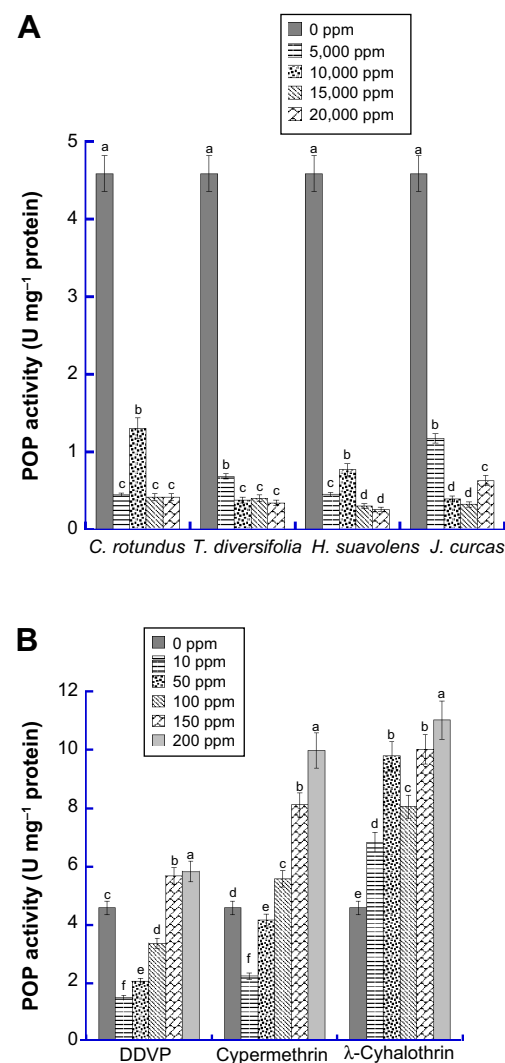 A
0 ppm
5,000 ppm
10,000 ppm
15,000 ppm
20,000 ppm
POP activity (U mg⁻¹ protein)
5
4
3
2
1
0
a
c
b
c
c
a
b
c
c
c
a
c
b
d
d
a
b
d
d
c
C. rotundus T. diversifolia H. suavolens J. curcas
B
0 ppm
10 ppm
50 ppm
100 ppm
150 ppm
200 ppm
POP activity (U mg⁻¹ protein)
12
10
8
6
4
2
0
c
f
e
d
b
a
d
f
e
c
b
a
e
d
b
c
b
a
DDVP Cypermethrin λ-Cyhalothrin